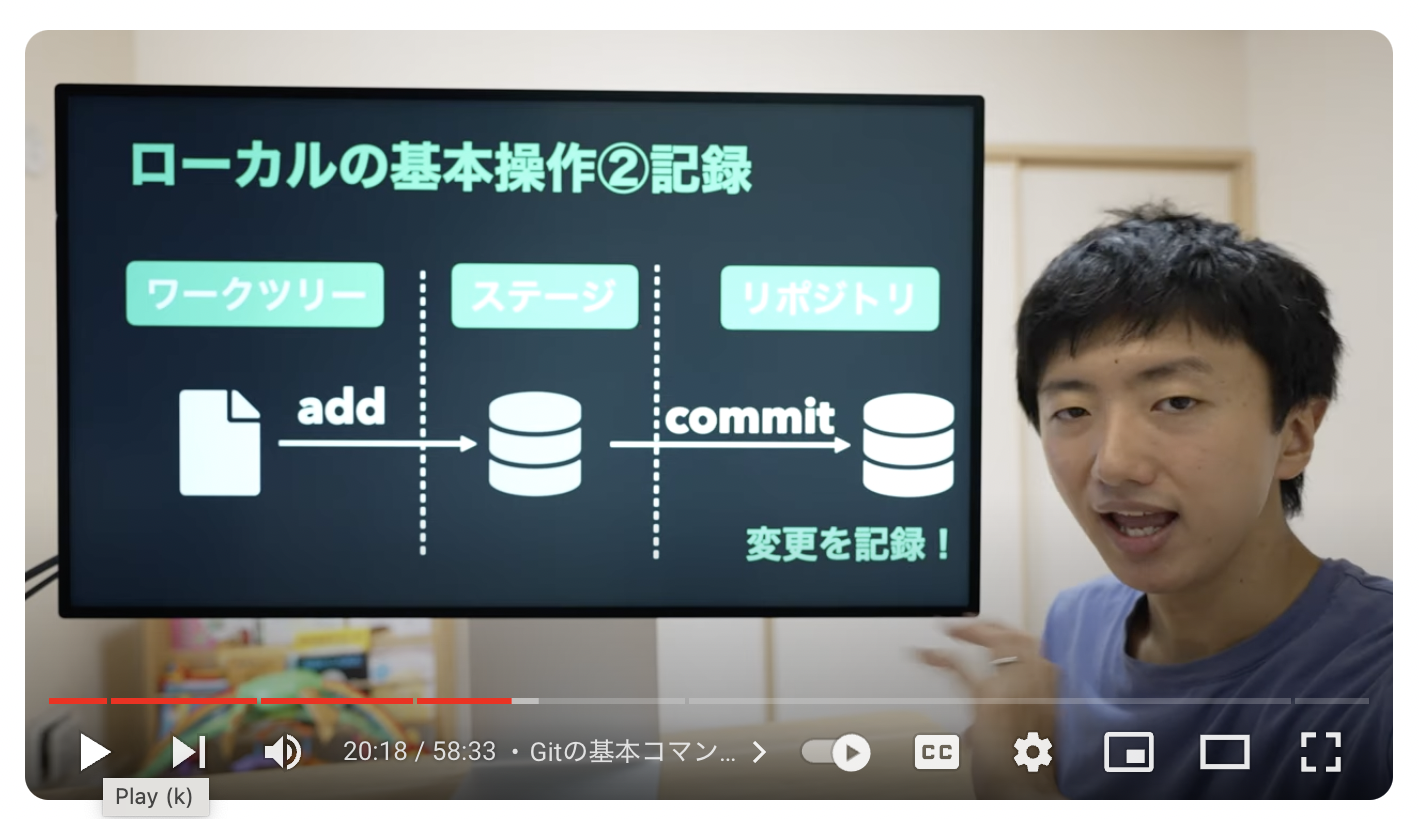 ローカルの基本操作②記録
ワークツリー
ステージ
リポジトリ
add
commit
変更を記録！
20:18 / 58:33 • Gitの基本コマン...
CC
Play (k)